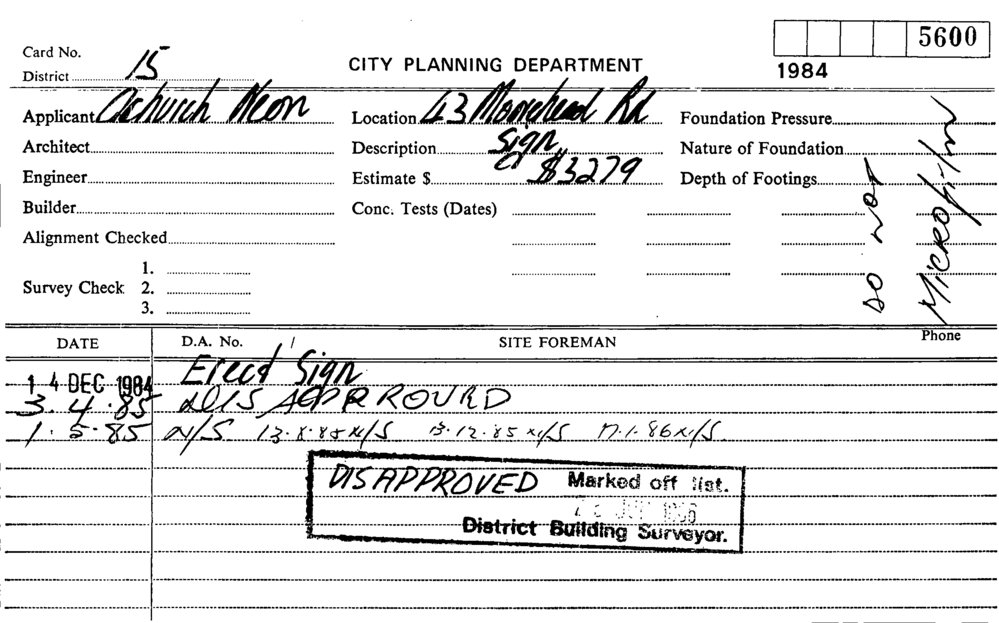 5600
Card No.
District 15
CITY PLANNING DEPARTMENT
1984
Applicant Neon
Location 43 Moorehead Rd
Foundation Pressure
Architect
Description Sign
Nature of Foundation
Engineer
Estimate $ $3279
Depth of Footings
Builder
Conc. Tests (Dates)
Alignment Checked
Survey Check
1.
2.
3.
DO NOT
MICROFILM
DATE
D.A. No.
SITE FOREMAN
Phone
14 DEC 1984 Erect Sign
3.4.85 DISAPPROVED
1.5.85 N/S 13.8.85 N/S 13.12.85 N/S 17.1.86 N/S
DISAPPROVED Marked off list.
1986
District Building Surveyor.